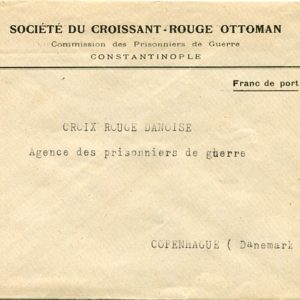 SOCIÉTÉ DU CROISSANT-ROUGE OTTOMAN
Commission des Prisonniers de Guerre
CONSTANTINOPLE
Franc de port
CROIX ROUGE DANOISE
Agence des prisonniers de guerre
COPENHAGUE ( Danemark